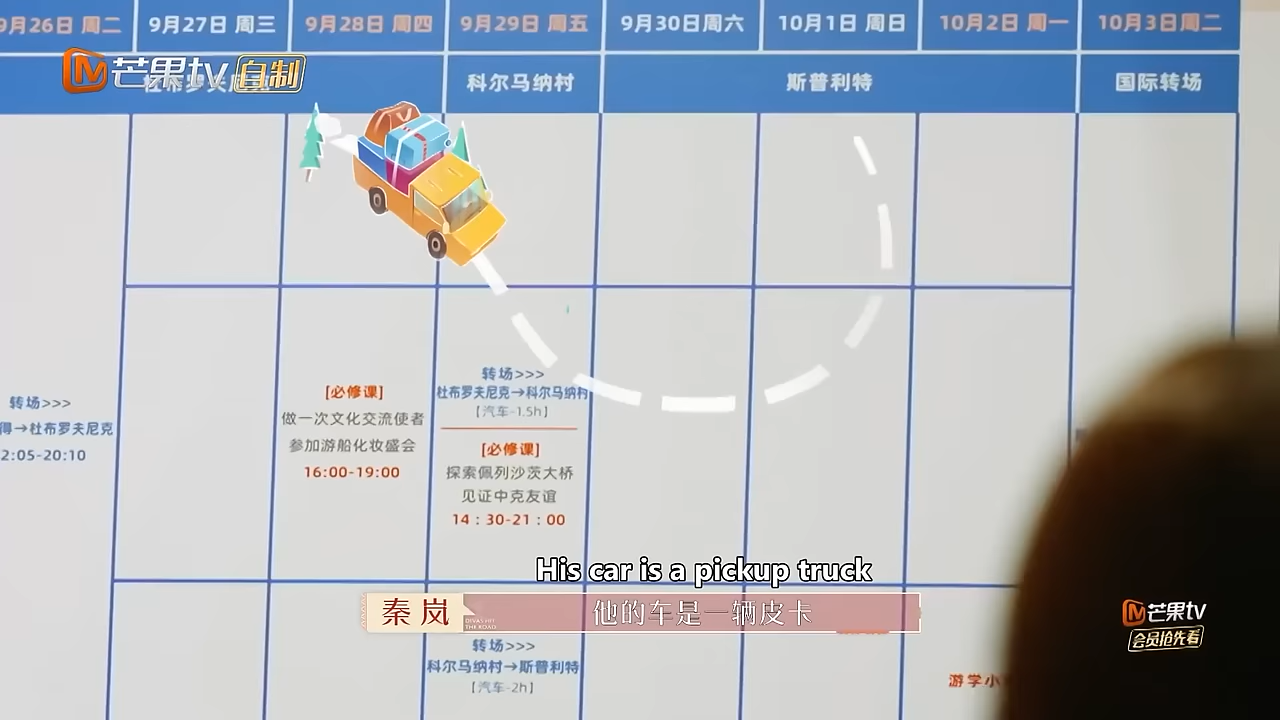 9月26日 周二
9月27日 周三
9月28日 周四
9月29日 周五
9月30日周六
10月1日 周日
10月2日 周一
10月3日周二
芒果tv 自制
科尔马纳村
斯普利特
国际转场
转场>>>
得→杜布罗夫尼克
2:05-20:10
[必修课]
做一次文化交流使者
参加游船化妆盛会
16:00-19:00
转场>>>
杜布罗夫尼克→科尔马纳村
【汽车-1.5h】
[必修课]
探索佩列沙茨大桥
见证中克友谊
14：30-21：00
His car is a pickup truck
秦岚
DIVAS HIT
THE ROAD
他的车是一辆皮卡
转场>>>
科尔马纳村→斯普利特
【汽车-2h】
游学小
芒果tv
会员抢先看